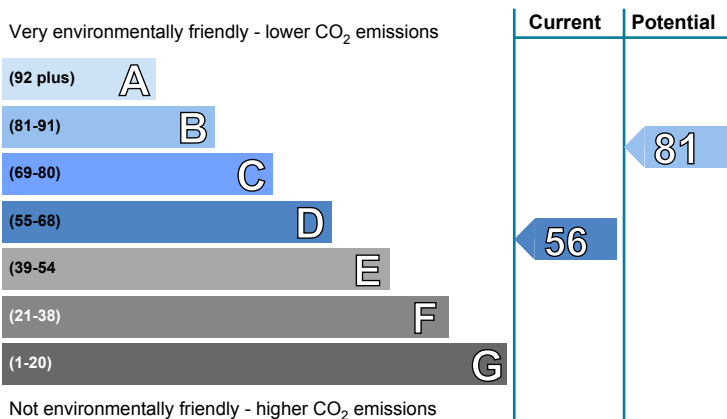 Very environmentally friendly - lower CO2 emissions
Current
Potential
(92 plus) A
(81-91) B
(69-80) C
(55-68) D
(39-54 E
(21-38) F
(1-20) G
81
56
Not environmentally friendly - higher CO2 emissions